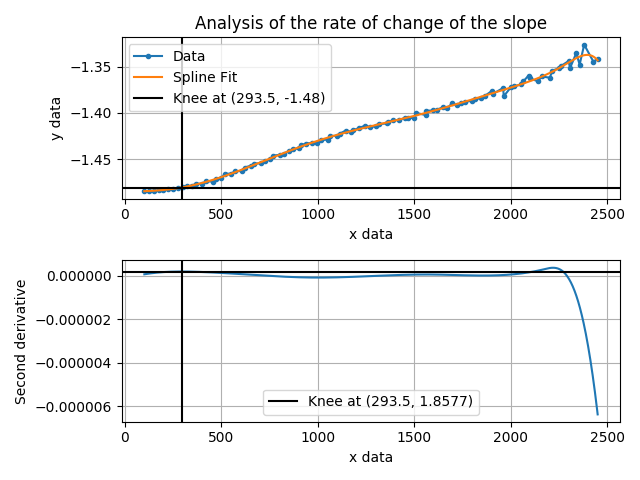 Analysis of the rate of change of the slope
Data
Spline Fit
Knee at (293.5, -1.48)
y data
−1.35
−1.40
−1.45
0 500 1000 1500 2000 2500
x data
Second derivative
0.000000
−0.000002
−0.000004
−0.000006
Knee at (293.5, 1.8577)
0 500 1000 1500 2000 2500
x data